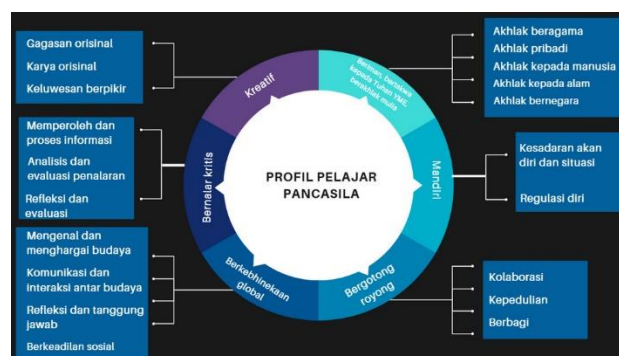 Gagasan orisinal
Karya orisinal
Keluwesan berpikir
Memperoleh dan
proses informasi
Analisis dan
evaluasi penalaran
Refleksi dan
evaluasi
Mengenal dan
menghargai budaya
Komunikasi dan
interaksi antar budaya
Refleksi dan tanggung
jawab
Berkeadilan sosial
Kreatif
Beriman, bertakwa
kepada Tuhan YME,
berakhlak mulia
Mandiri
Bergotong
royong
Berkebhinekaan
global
Bernalar kritis
PROFIL PELAJAR
PANCASILA
Akhlak beragama
Akhlak pribadi
Akhlak kepada manusia
Akhlak kepada alam
Akhlak bernegara
Kesadaran akan
diri dan situasi
Regulasi diri
Kolaborasi
Kepedulian
Berbagi